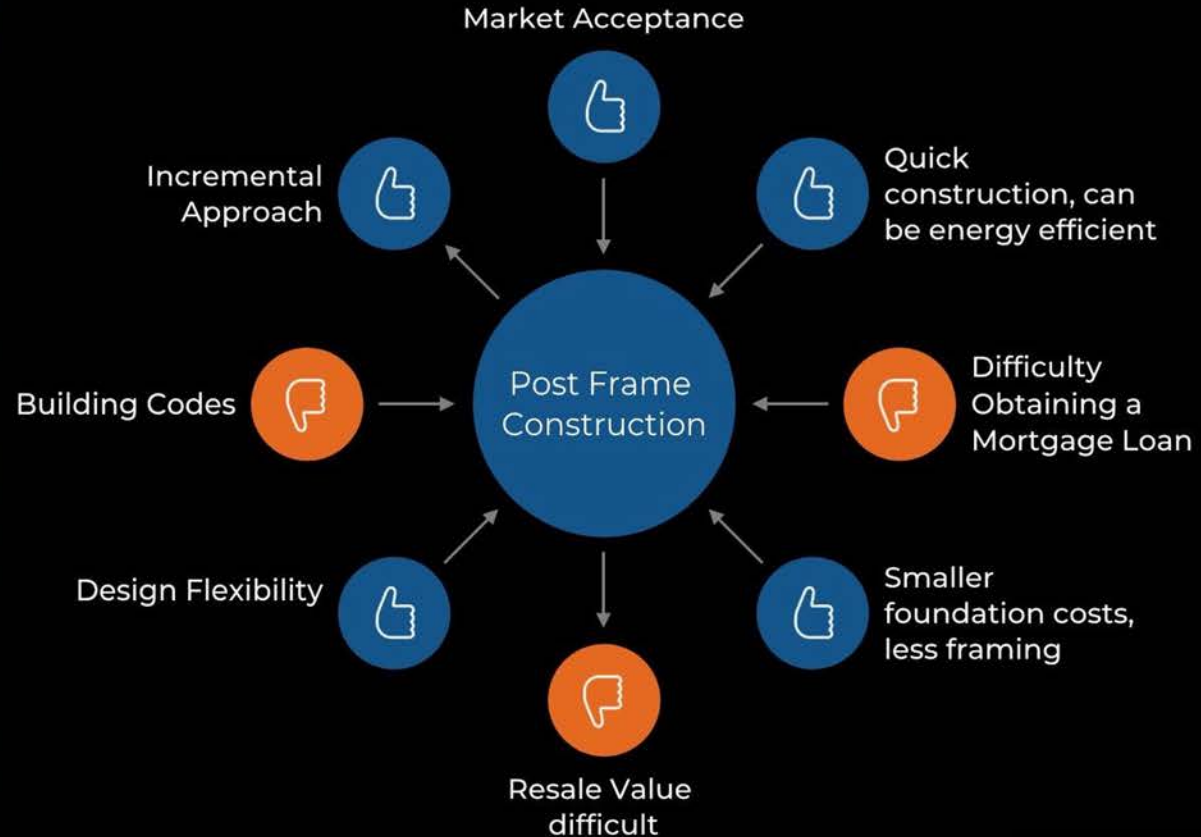 Market Acceptance
Incremental
Approach
Quick
construction, can
be energy efficient
Building Codes
Post Frame
Construction
Difficulty
Obtaining a
Mortgage Loan
Design Flexibility
Smaller
foundation costs,
less framing
Resale Value
difficult